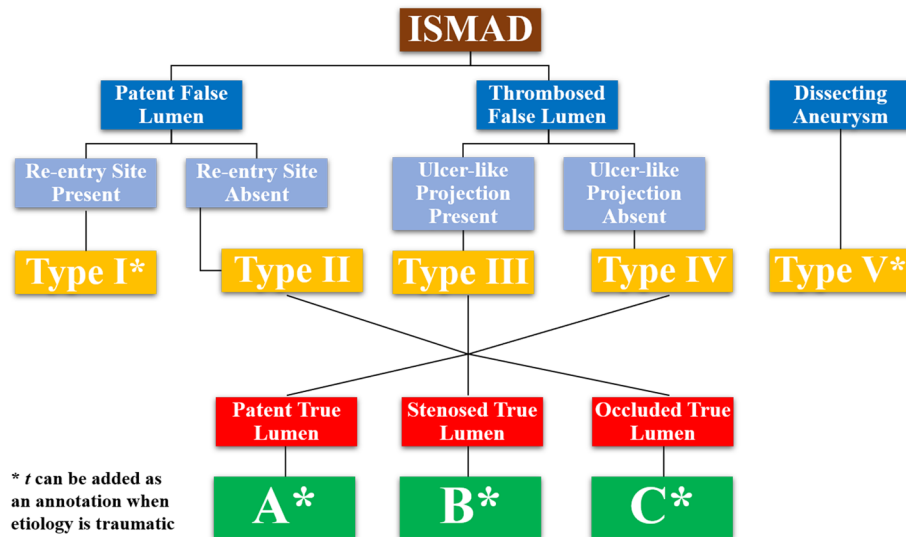 ISMAD
Patent False
Lumen
Thrombosed
False Lumen
Dissecting
Aneurysm
Re-entry Site
Present
Re-entry Site
Absent
Ulcer-like
Projection
Present
Ulcer-like
Projection
Absent
Type I*
Type II
Type III
Type IV
Type V*
Patent True
Lumen
Stenosed True
Lumen
Occluded True
Lumen
A*
B*
C*
* t can be added as
an annotation when
etiology is traumatic